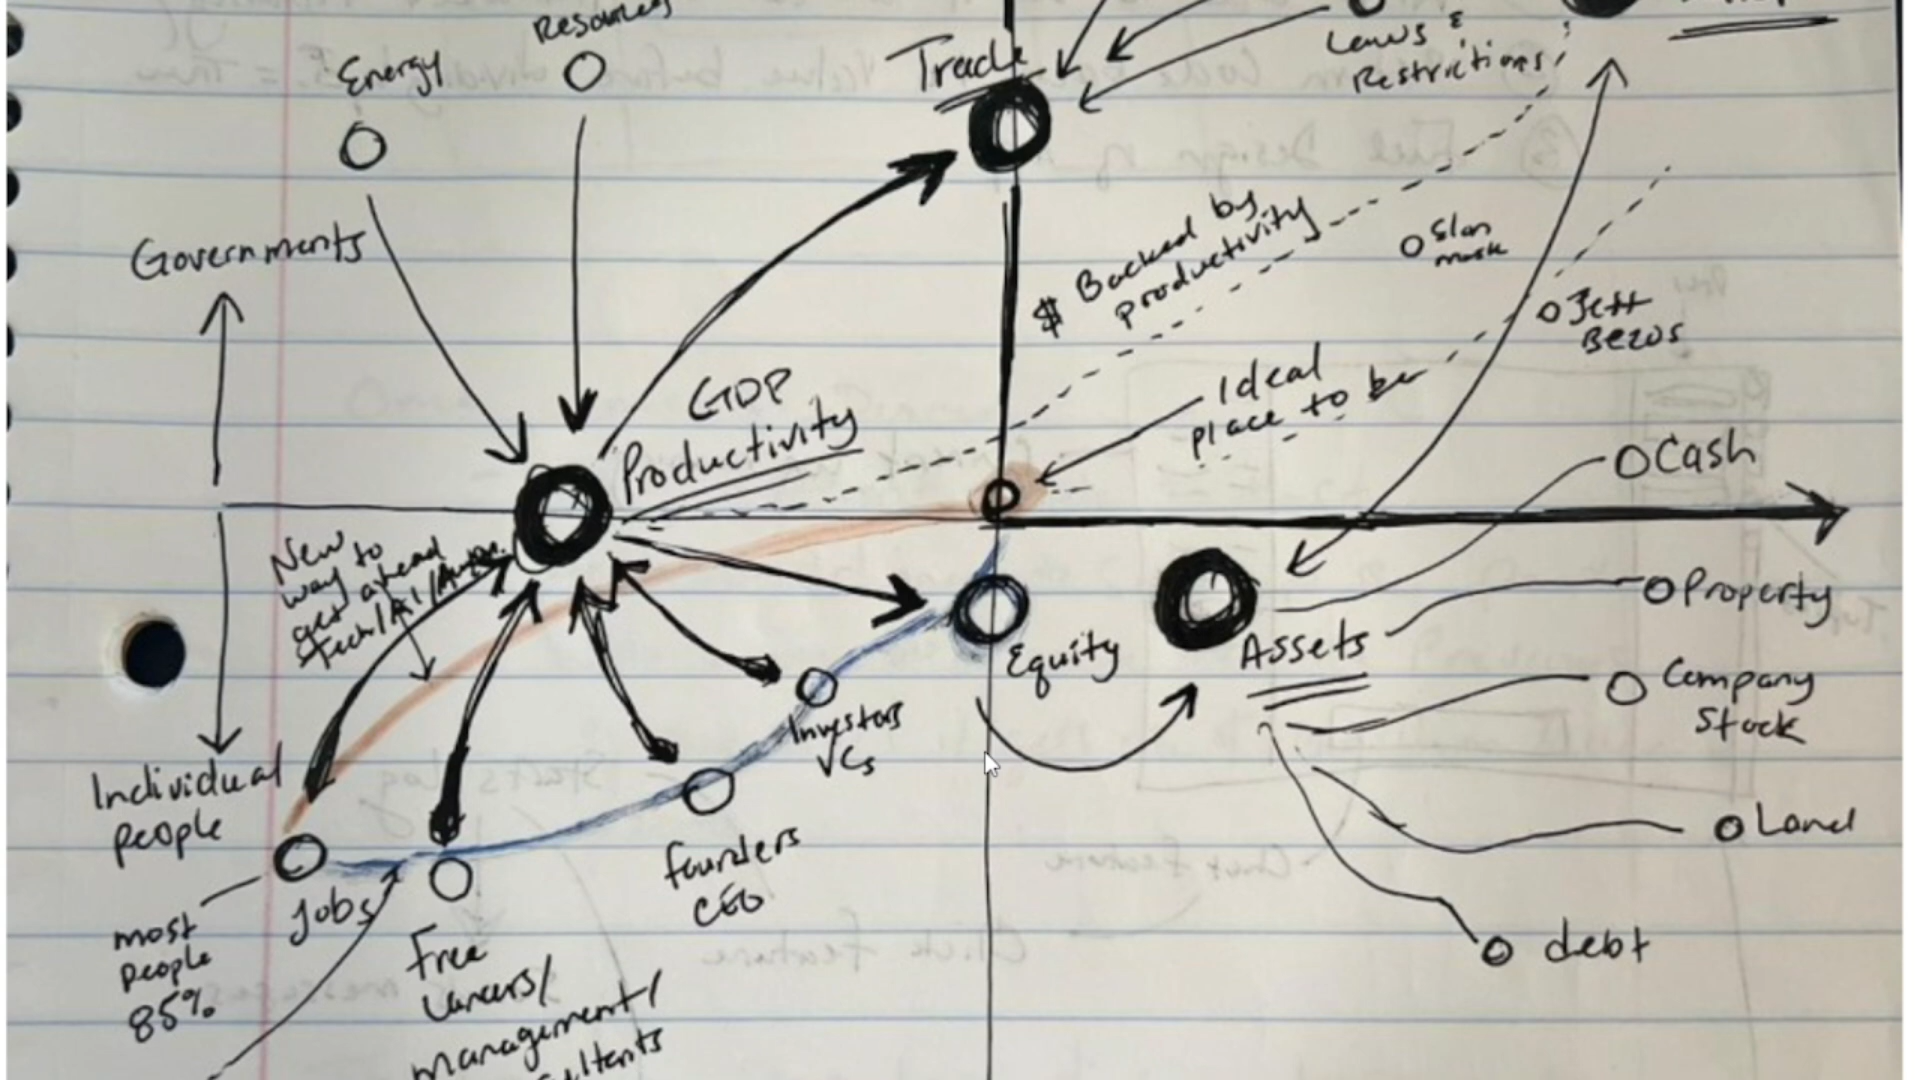 Resources
Energy
Trade
Laws &
Restrictions
Governments
$ Backed by
productivity
Elon
musk
Jeff
Bezos
Ideal
place to be
GDP
Productivity
Cash
New
way to
get ahead
Tech/AI/
Property
Assets
Equity
Company
Stock
Investors
VCs
Individual
people
Land
founders
CEO
Jobs
most
people
85%
Free
lancers/
management/
debt